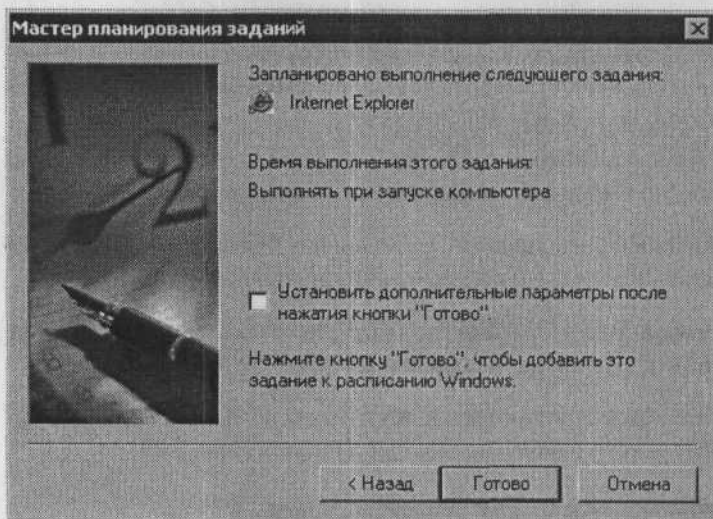 Мастер планирования заданий
Запланировано выполнение следующего задания:
Internet Explorer
Время выполнения этого задания:
Выполнять при запуске компьютера
Установить дополнительные параметры после
нажатия кнопки "Готово".
Нажмите кнопку "Готово", чтобы добавить это
задание к расписанию Windows.
< Назад
Готово
Отмена